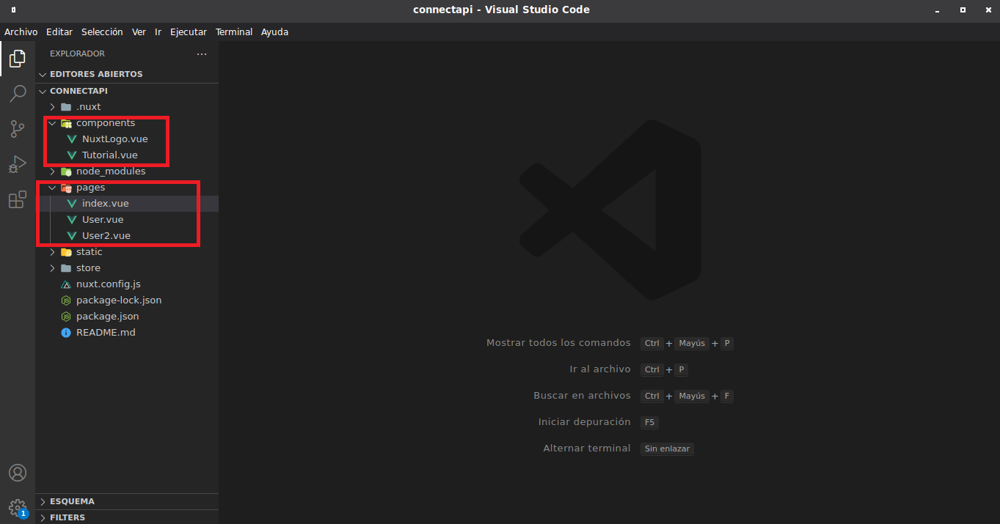 connectapi - Visual Studio Code
Archivo Editar Selección Ver Ir Ejecutar Terminal Ayuda
EXPLORADOR ...
EDITORES ABIERTOS
CONNECTAPI
.nuxt
components
NuxtLogo.vue
Tutorial.vue
node_modules
pages
index.vue
User.vue
User2.vue
static
store
nuxt.config.js
package-lock.json
package.json
README.md
Mostrar todos los comandos Ctrl + Mayús + P
Ir al archivo Ctrl + P
Buscar en archivos Ctrl + Mayús + F
Iniciar depuración F5
Alternar terminal Sin enlazar
ESQUEMA
1
FILTERS